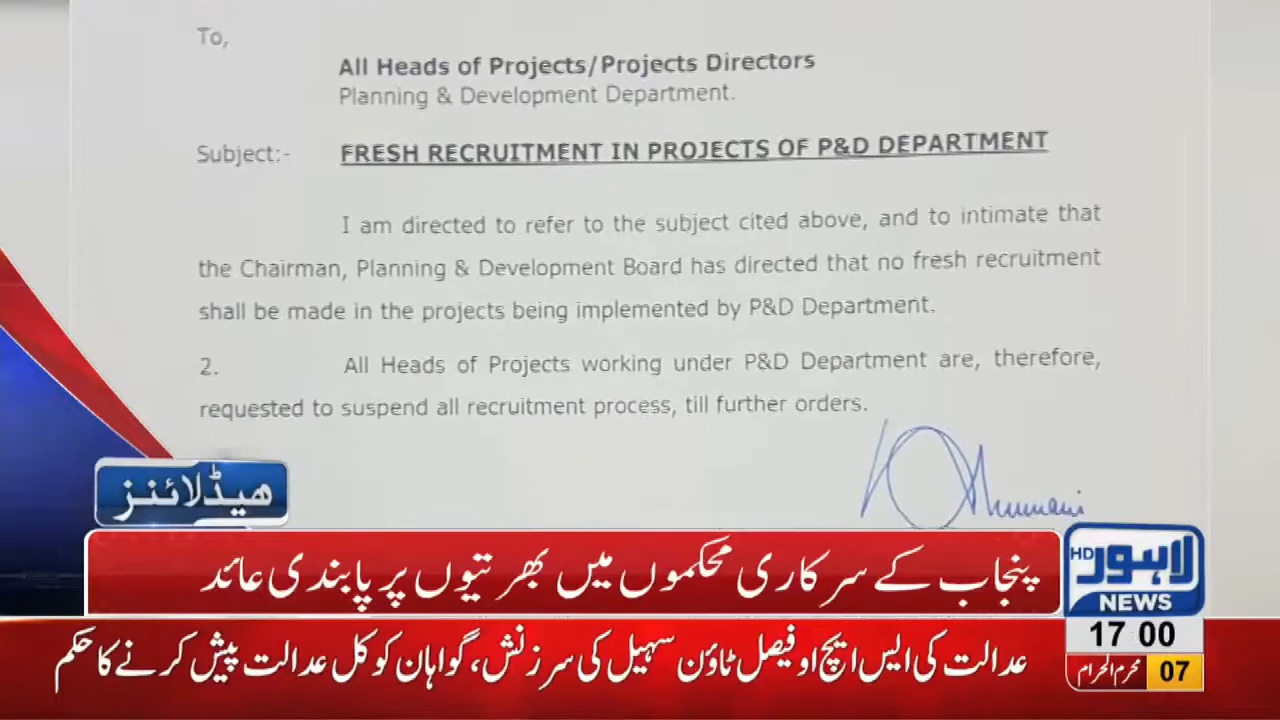 To,
All Heads of Projects/Projects Directors
Planning & Development Department.
Subject:- FRESH RECRUITMENT IN PROJECTS OF P&D DEPARTMENT
I am directed to refer to the subject cited above, and to intimate that
the Chairman, Planning & Development Board has directed that no fresh recruitment
shall be made in the projects being implemented by P&D Department.
2. All Heads of Projects working under P&D Department are, therefore,
requested to suspend all recruitment process, till further orders.
ھیڈلائنز
پنجاب کے سرکاری محکموں میں بھرتیوں پر پابندی عائد
HD لاہور
NEWS
17 00
07 محرم الحرام
عدالت کی ایس ایچ او فیصل ٹاؤن سہیل کی سرزنش، گواہان کو کل عدالت پیش کرنے کا حکم